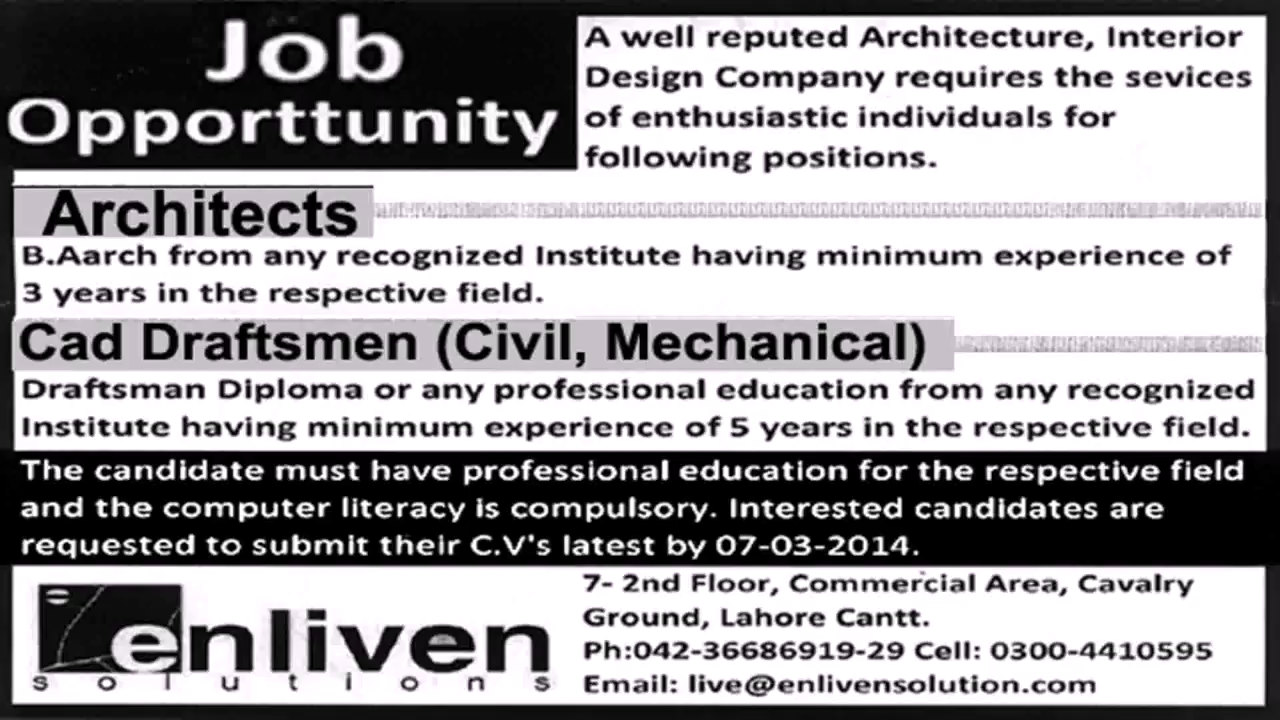 Job
Opporttunity
A well reputed Architecture, Interior
Design Company requires the sevices
of enthusiastic individuals for
following positions.
Architects
B.Aarch from any recognized Institute having minimum experience of
3 years in the respective field.
Cad Draftsmen (Civil, Mechanical)
Draftsman Diploma or any professional education from any recognized
Institute having minimum experience of 5 years in the respective field.
The candidate must have professional education for the respective field
and the computer literacy is compulsory. Interested candidates are
requested to submit their C.V's latest by 07-03-2014.
enliven
solutions
7- 2nd Floor, Commercial Area, Cavalry
Ground, Lahore Cantt.
Ph:042-36686919-29 Cell: 0300-4410595
Email: live@enlivensolution.com